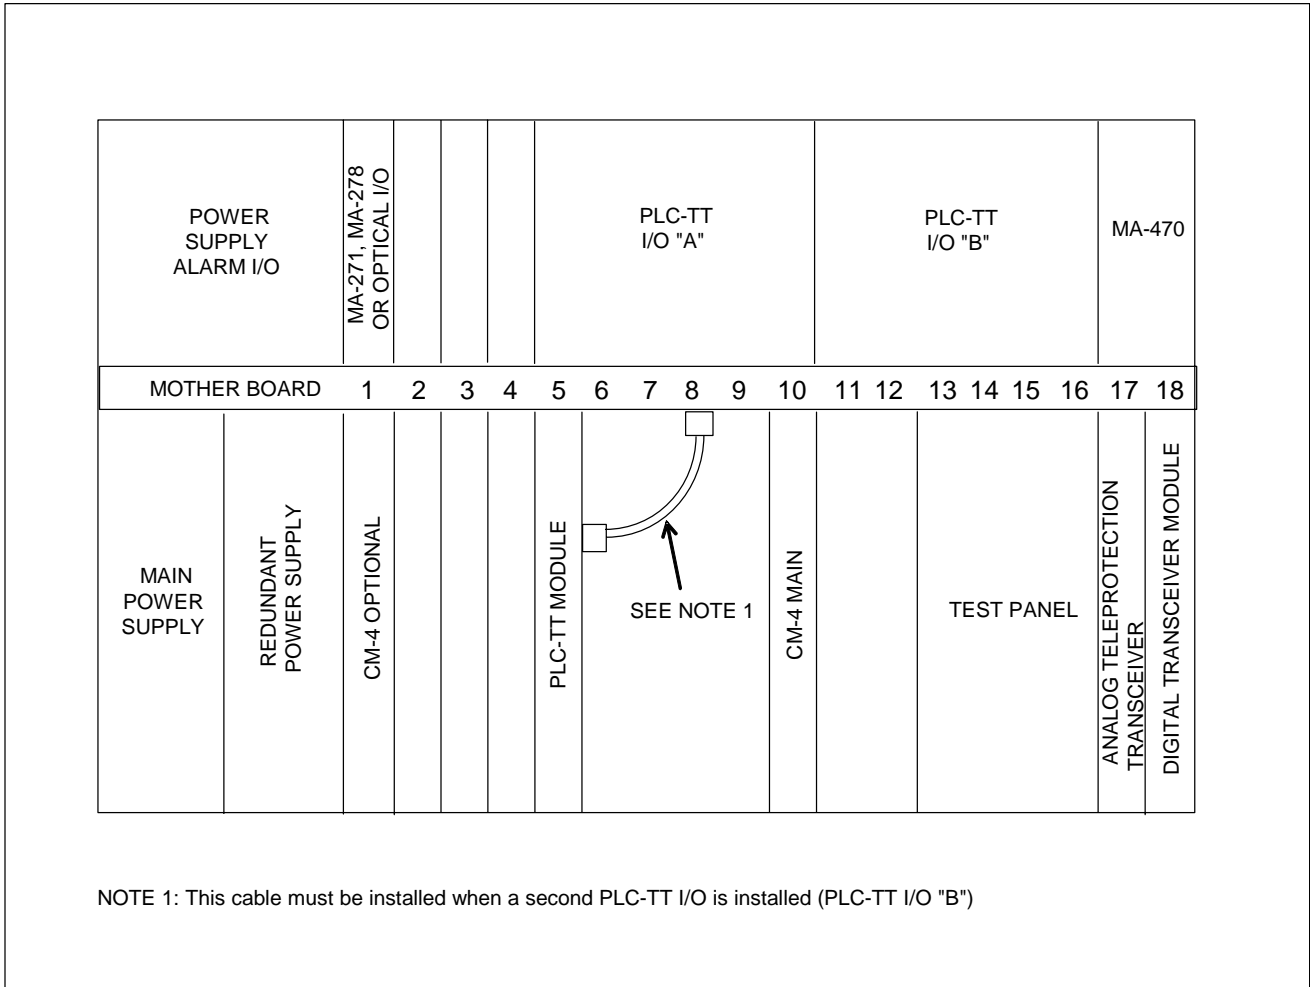 POWER
SUPPLY
ALARM I/O
MA-271, MA-278
OR OPTICAL I/O
PLC-TT
I/O "A"
PLC-TT
I/O "B"
MA-470
MOTHER BOARD 1 2 3 4 5 6 7 8 9 10 11 12 13 14 15 16 17 18
MAIN
POWER
SUPPLY
REDUNDANT
POWER SUPPLY
CM-4 OPTIONAL
PLC-TT MODULE
SEE NOTE 1
CM-4 MAIN
TEST PANEL
ANALOG TELEPROTECTION
TRANSCEIVER
DIGITAL TRANSCEIVER MODULE
NOTE 1: This cable must be installed when a second PLC-TT I/O is installed (PLC-TT I/O "B")